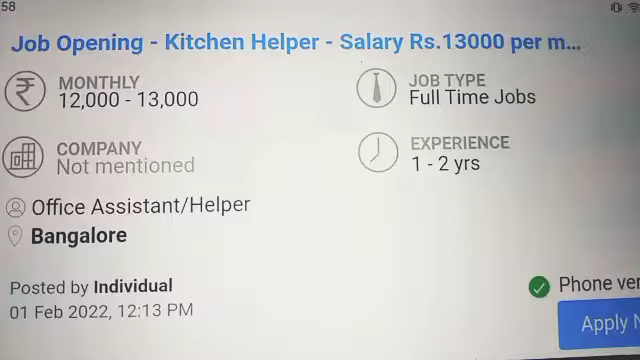 58
Job Opening - Kitchen Helper - Salary Rs.13000 per m...
MONTHLY
12,000 - 13,000
JOB TYPE
Full Time Jobs
COMPANY
Not mentioned
EXPERIENCE
1 - 2 yrs
Office Assistant/Helper
Bangalore
Posted by Individual
01 Feb 2022, 12:13 PM
Phone ver
Apply N